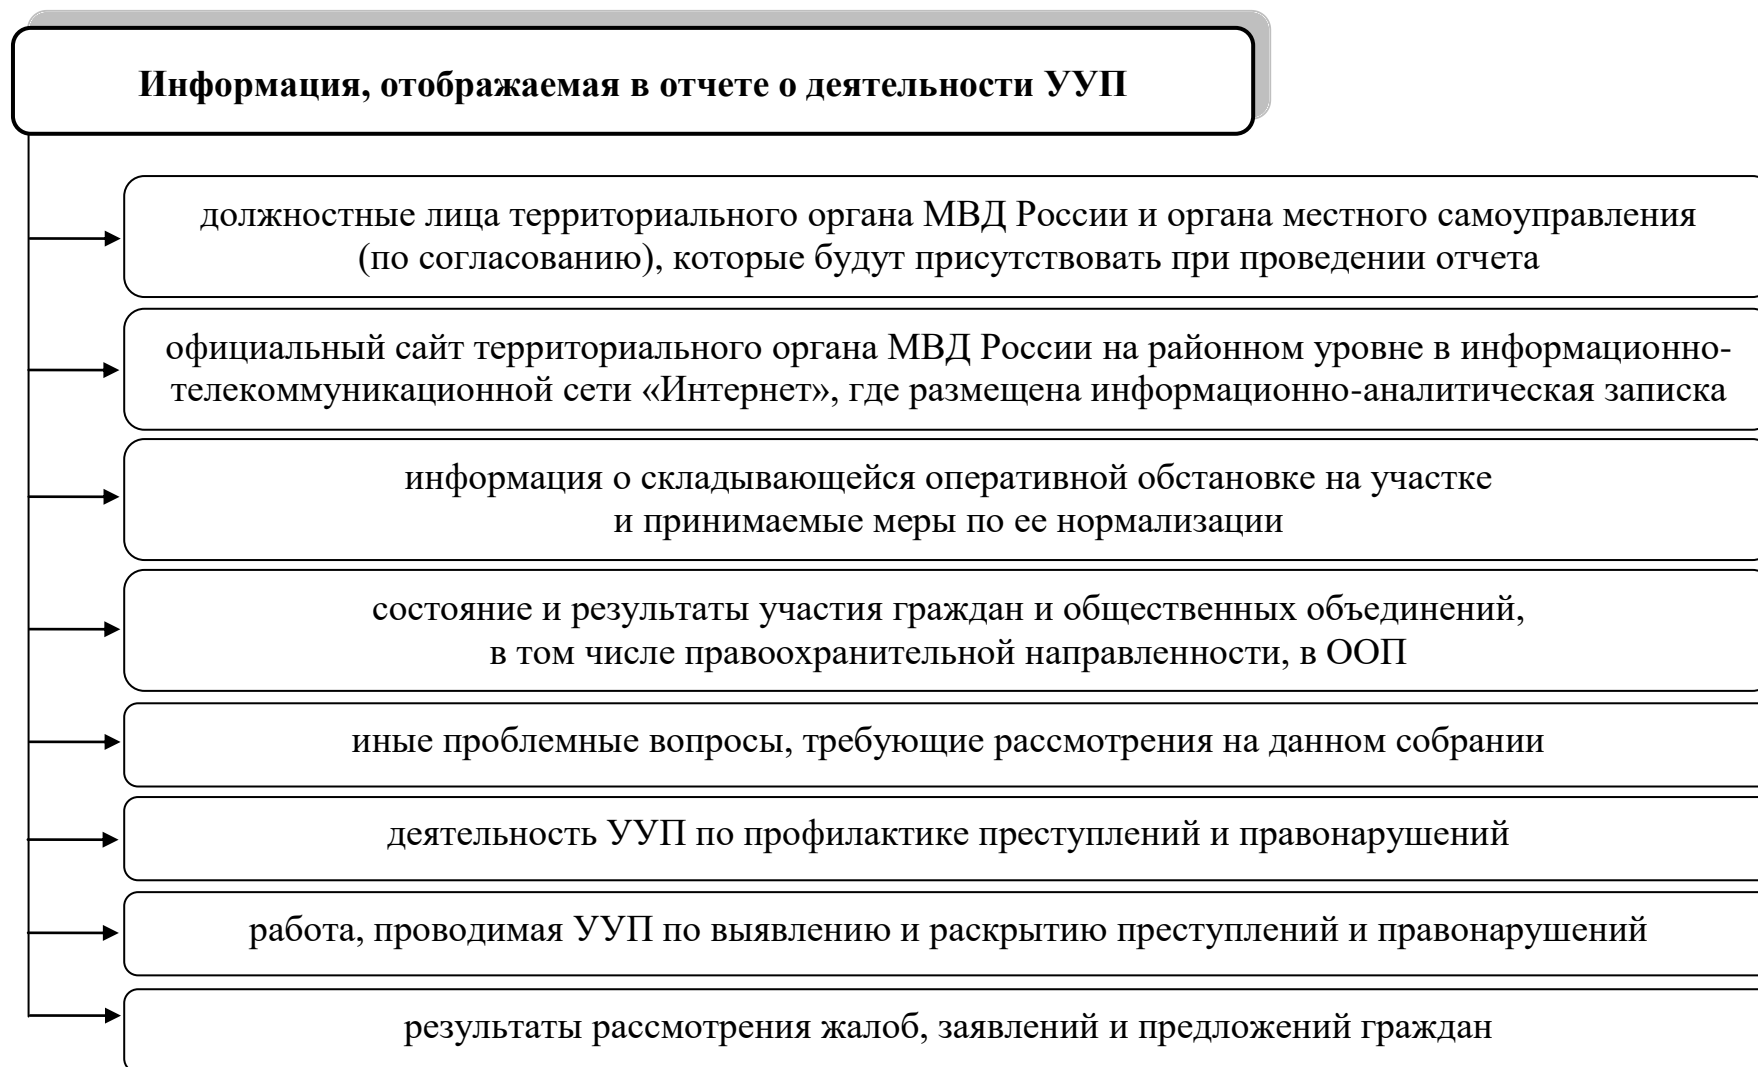 Информация, отображаемая в отчете о деятельности УУП
должностные лица территориального органа МВД России и органа местного самоуправления
(по согласованию), которые будут присутствовать при проведении отчета
официальный сайт территориального органа МВД России на районном уровне в информационно-
телекоммуникационной сети «Интернет», где размещена информационно-аналитическая записка
информация о складывающейся оперативной обстановке на участке
и принимаемые меры по ее нормализации
состояние и результаты участия граждан и общественных объединений,
в том числе правоохранительной направленности, в ООП
иные проблемные вопросы, требующие рассмотрения на данном собрании
деятельность УУП по профилактике преступлений и правонарушений
работа, проводимая УУП по выявлению и раскрытию преступлений и правонарушений
результаты рассмотрения жалоб, заявлений и предложений граждан